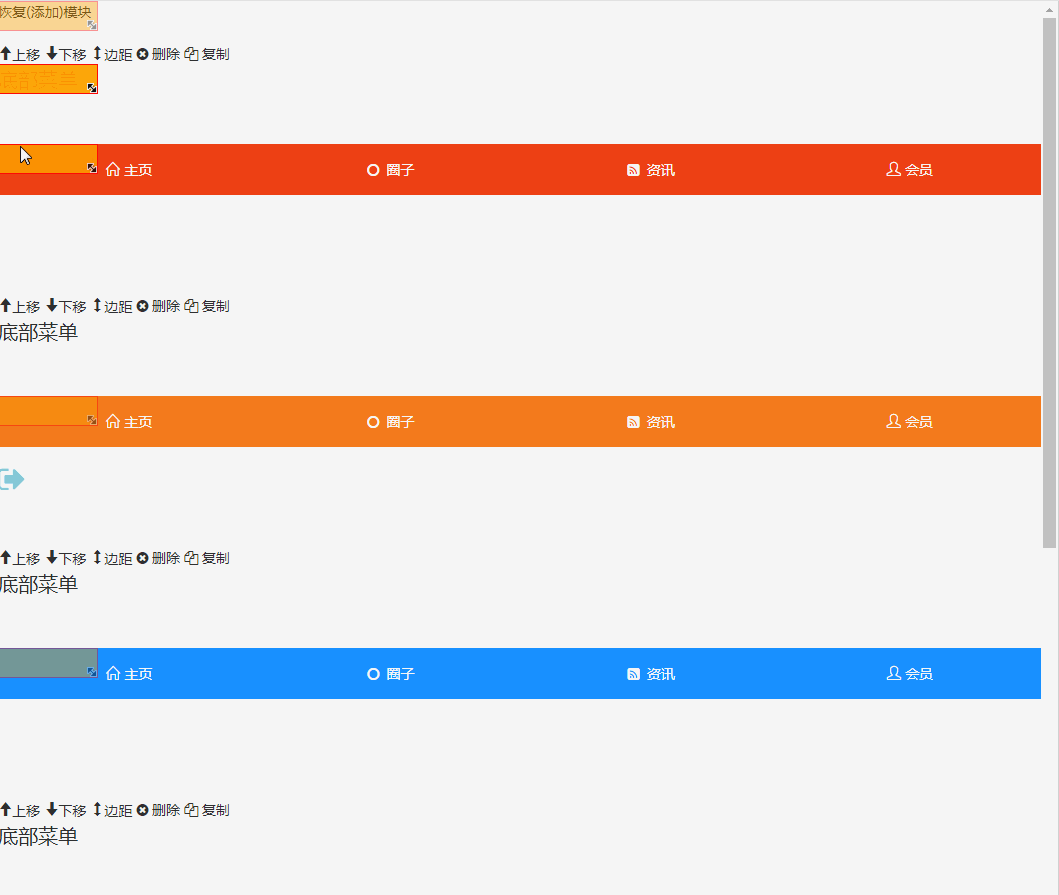 恢复(添加)模块
上移 下移 边距 删除 复制
底部菜单
主页 圈子 资讯 会员
上移 下移 边距 删除 复制
底部菜单
主页 圈子 资讯 会员
上移 下移 边距 删除 复制
底部菜单
主页 圈子 资讯 会员
上移 下移 边距 删除 复制
底部菜单